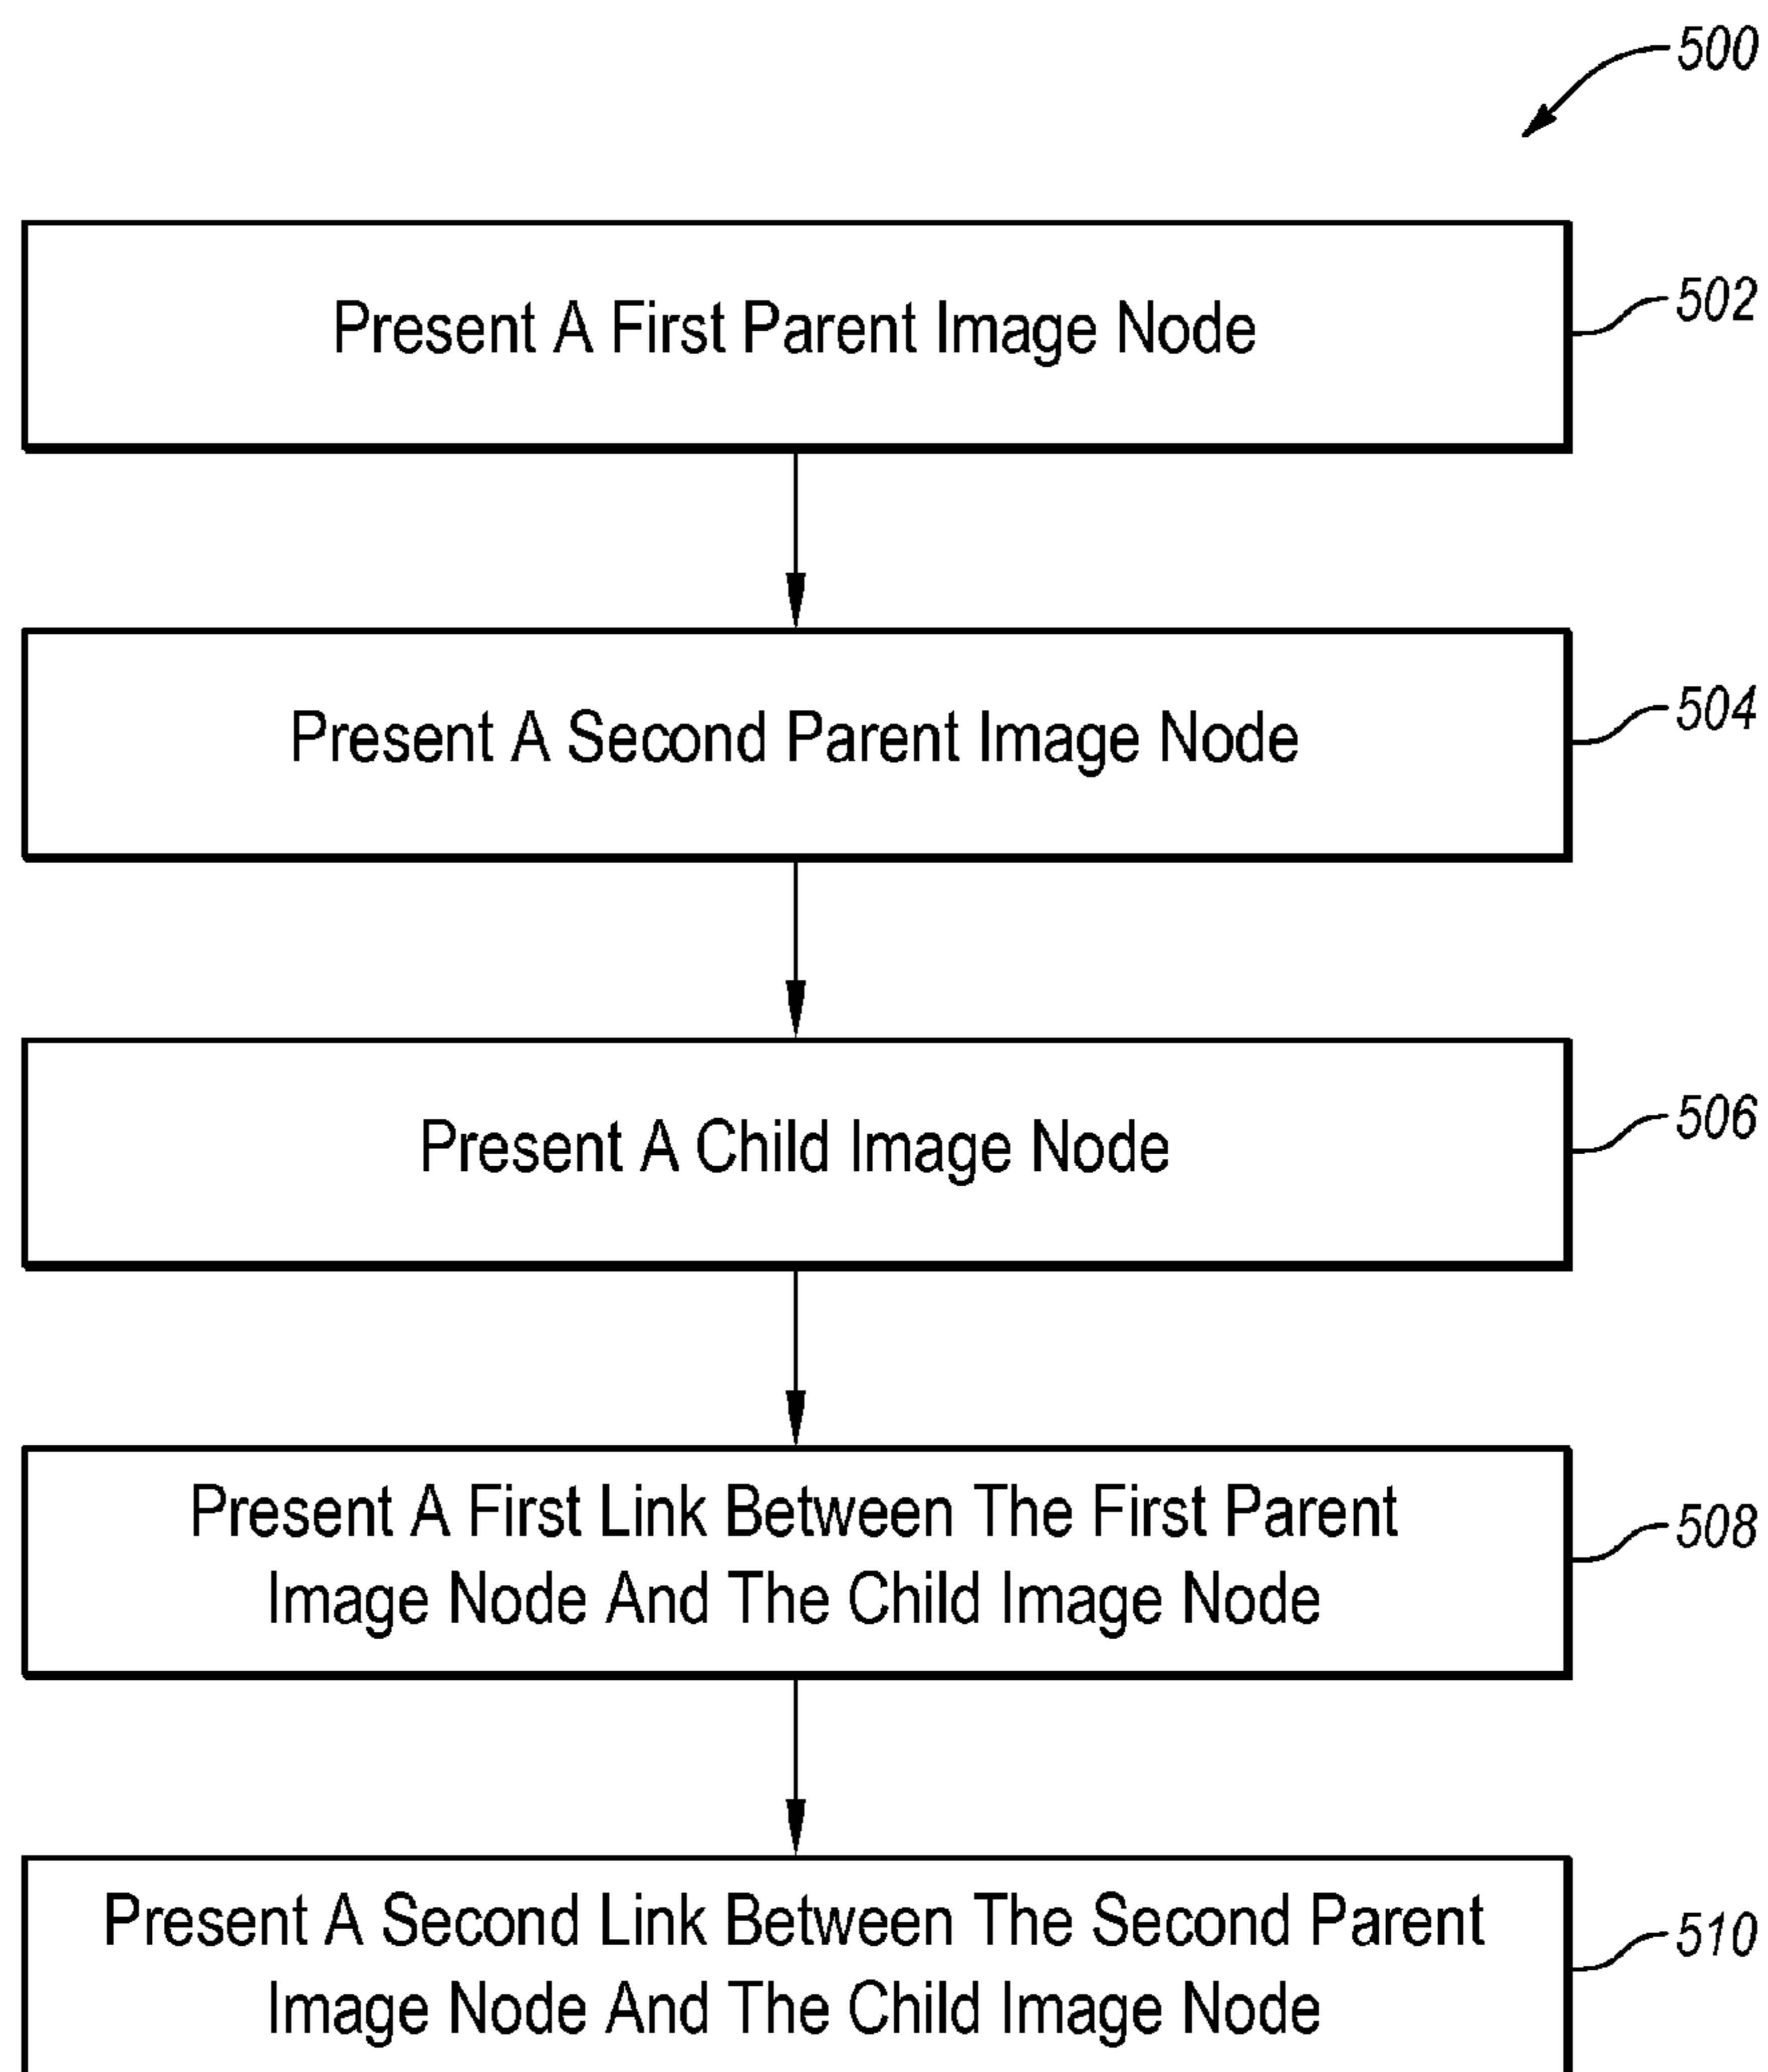 500
Present A First Parent Image Node
502
Present A Second Parent Image Node
504
Present A Child Image Node
506
Present A First Link Between The First Parent
Image Node And The Child Image Node
508
Present A Second Link Between The Second Parent
Image Node And The Child Image Node
510